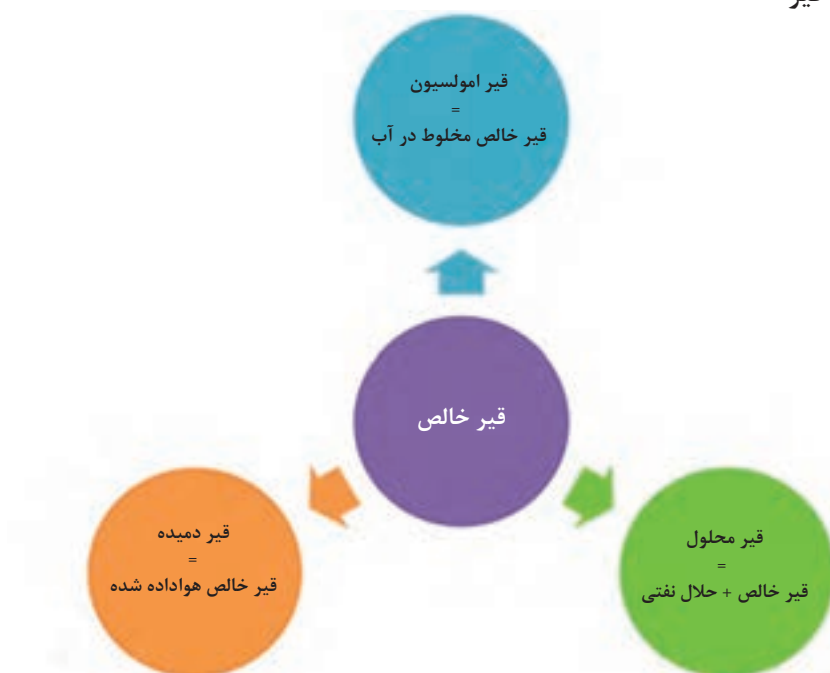 قیر امولسیون
=
قیر خالص مخلوط در آب
قیر خالص
قیر دمیده
=
قیر خالص هواداده شده
قیر محلول
=
قیر خالص + حلال نفتی